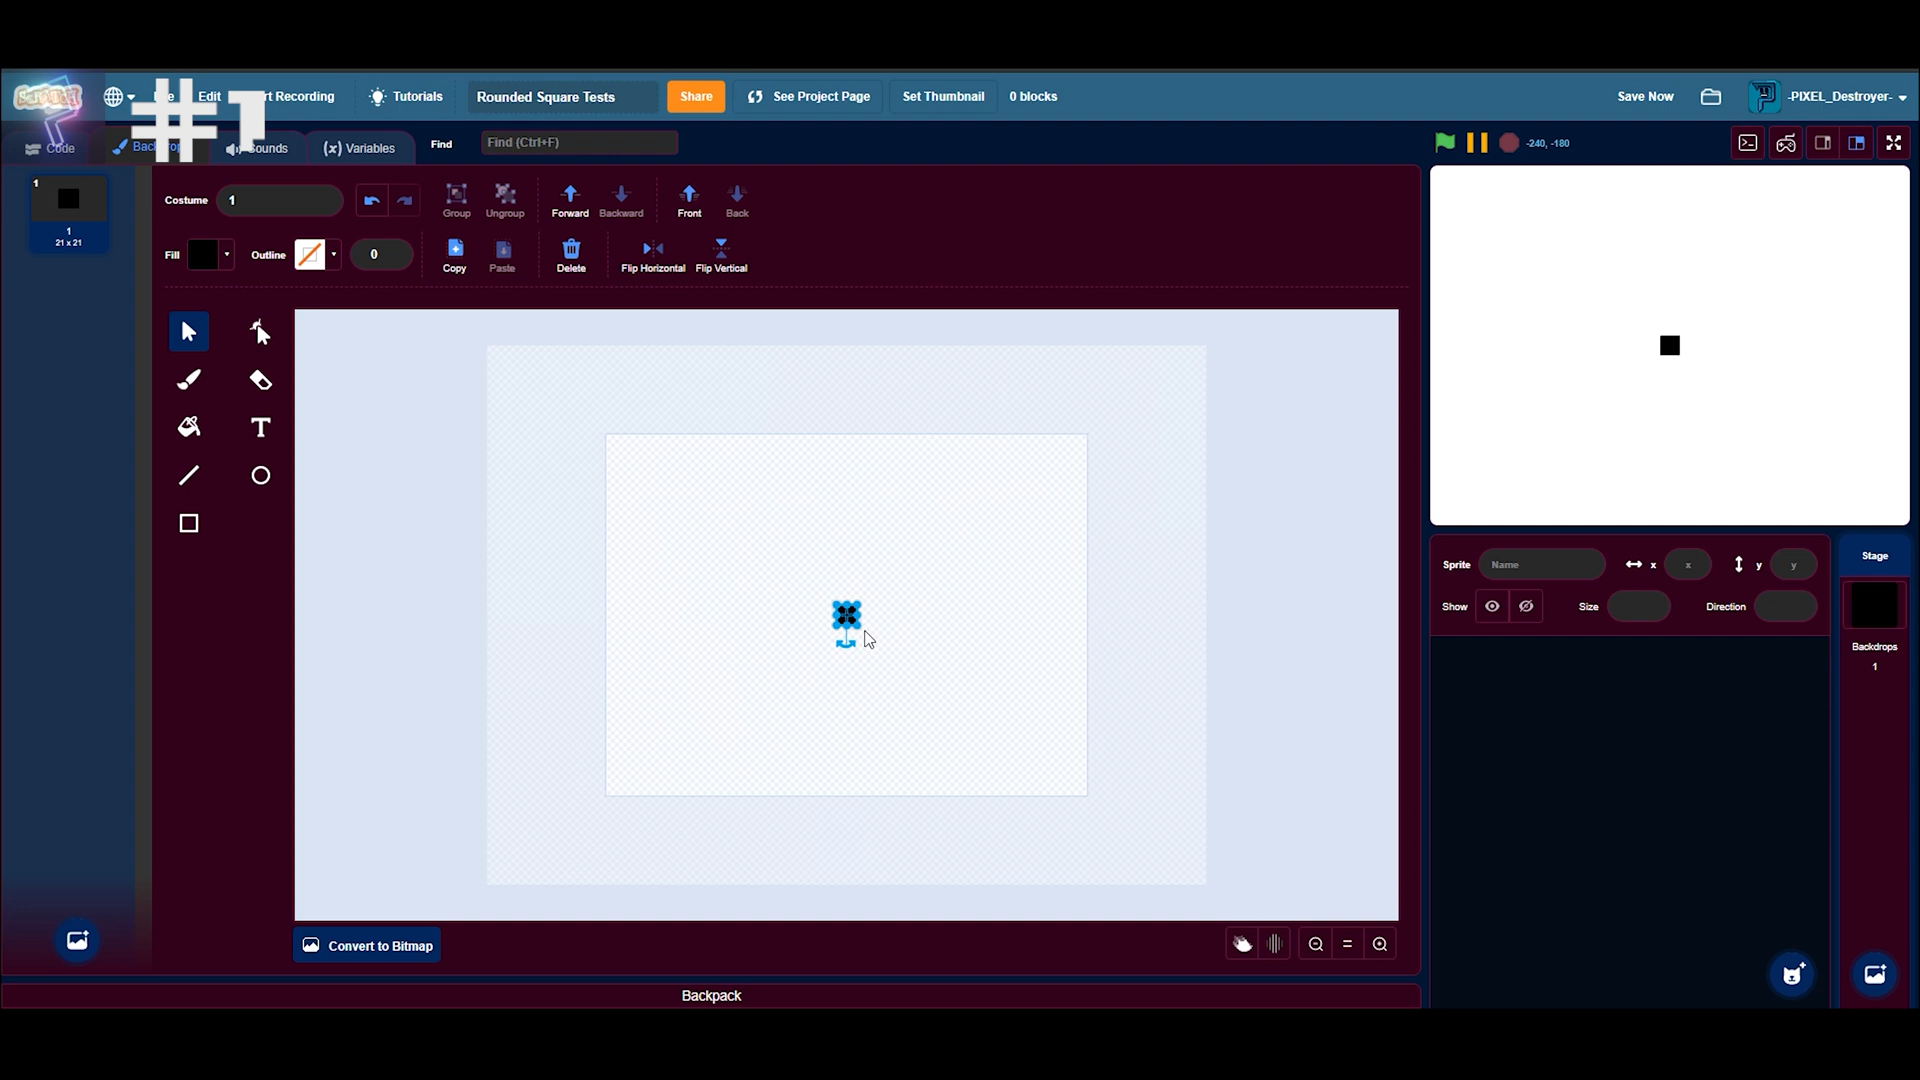 #1
Edit
rt Recording
Tutorials
Rounded Square Tests
Share
See Project Page
Set Thumbnail
0 blocks
Save Now
-PIXEL_Destroyer-
Code
Sounds
Variables
Find
Find (Ctrl+F)
-240, -180
1
1
21 x 21
Costume
1
Group
Ungroup
Forward
Backward
Front
Back
Fill
Outline
0
Copy
Paste
Delete
Flip Horizontal
Flip Vertical
Convert to Bitmap
Backpack
Sprite
Name
x
x
y
y
Show
Size
Direction
Stage
Backdrops
1